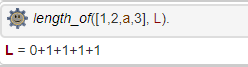 length_of([1,2,a,3], L).
L = 0+1+1+1+1